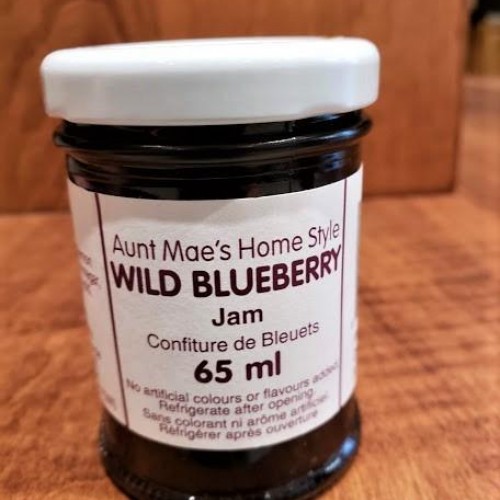 Aunt Mae's Home Style
WILD BLUEBERRY
Jam
Confiture de Bleuets
65 ml
No artificial colours or flavours added.
Refrigerate after opening.
Sans colorant ni arôme artificiel
Réfrigérer après ouverture